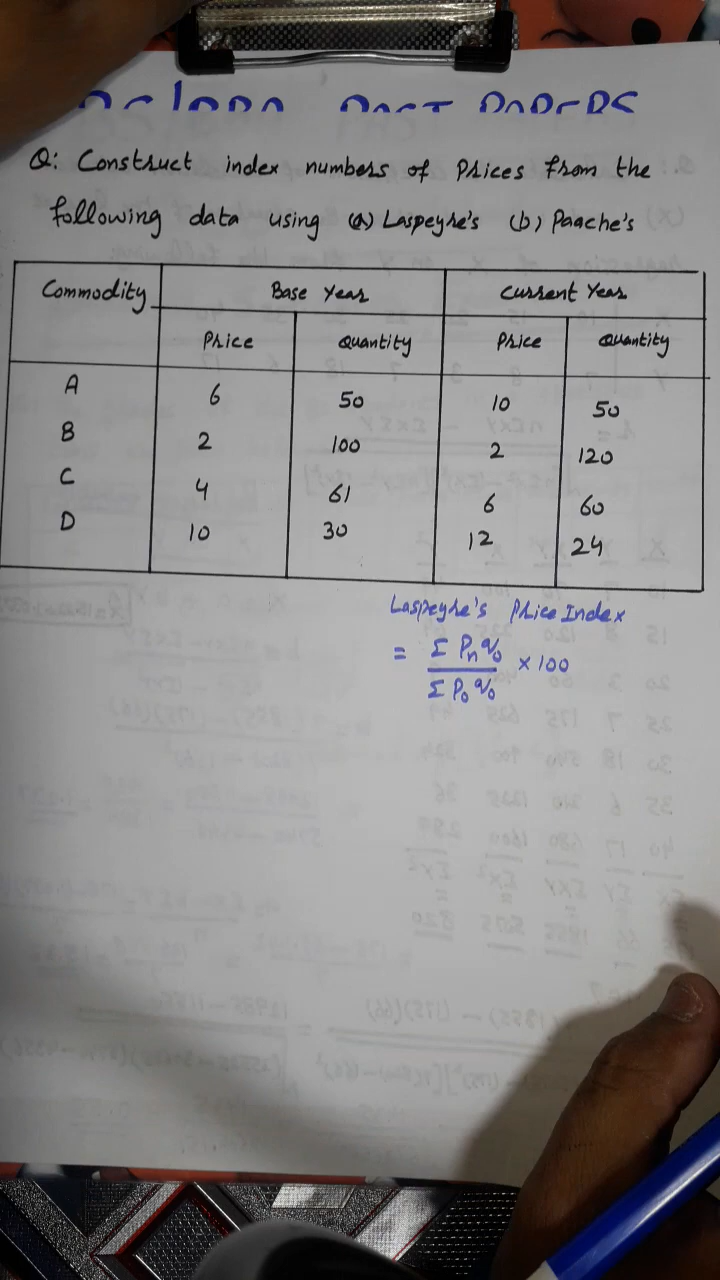 Q: Construct index numbers of Prices from the
following data using (a) Laspeyre's (b) Paache's
Commodity Base Year Current Year
Price Quantity Price Quantity
A 6 50 10 50
B 2 100 2 120
C 4 61 6 60
D 10 30 12 24
Laspeyre's Price Index
= Σ Pₙ q₀ / Σ P₀ q₀ × 100